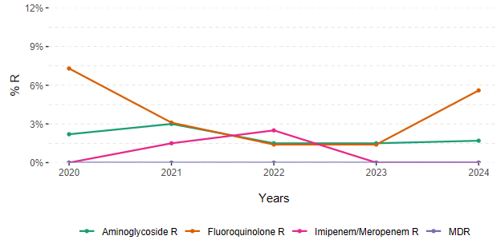 12%
9%
6%
3%
0%
% R
2020 2021 2022 2023 2024
Years
Aminoglycoside R Fluoroquinolone R Imipenem/Meropenem R MDR